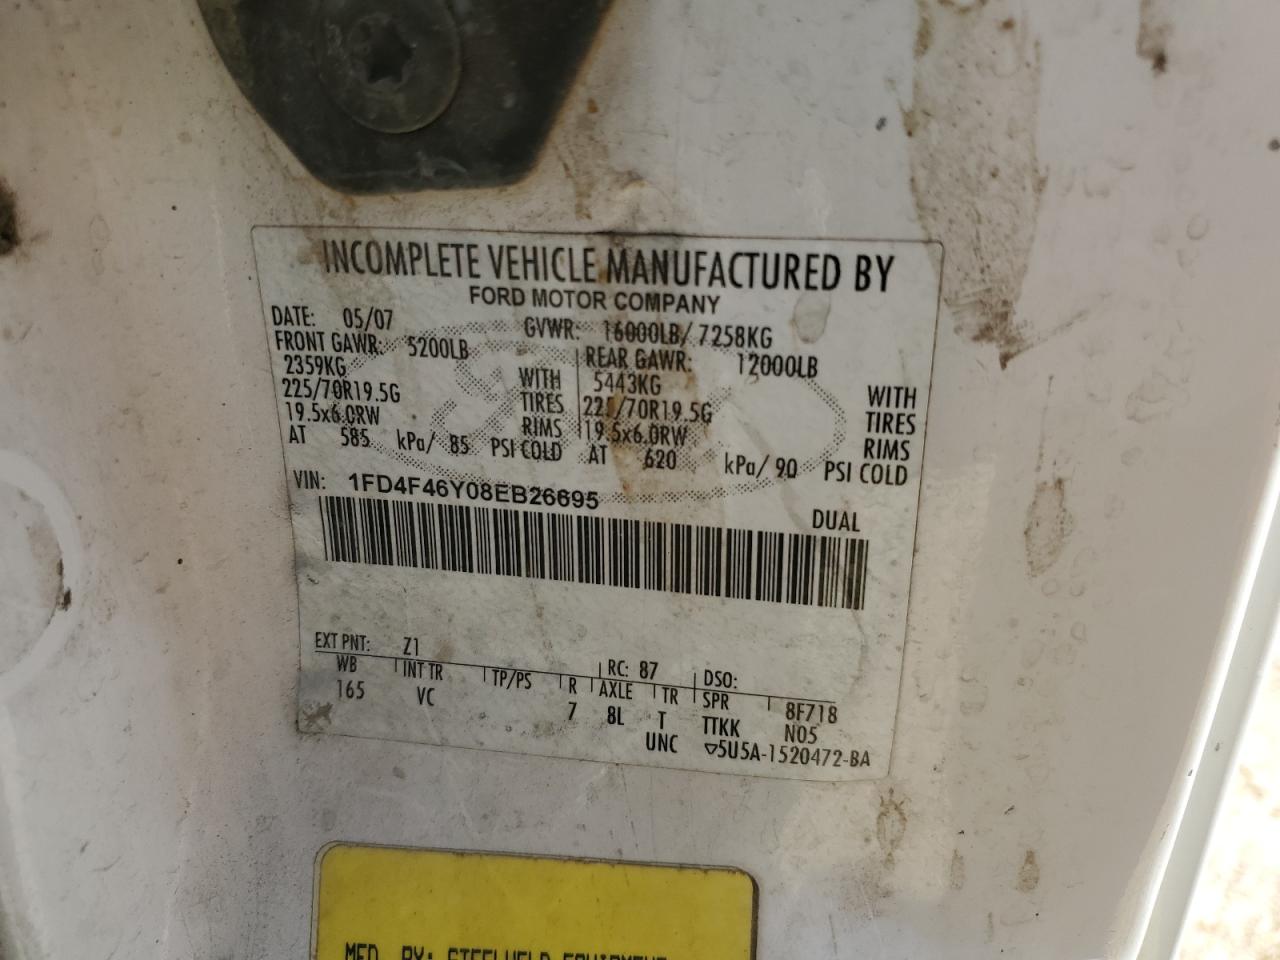 INCOMPLETE VEHICLE MANUFACTURED BY
FORD MOTOR COMPANY
DATE: 05/07 GVWR: 16000LB/ 7258KG
FRONT GAWR: 5200LB REAR GAWR: 12000LB
2359KG WITH 5443KG WITH
225/70R19.5G TIRES 225/70R19.5G TIRES
19.5x6.0RW RIMS 19.5x6.0RW RIMS
AT 585 kPa/ 85 PSI COLD AT 620 kPa/ 90 PSI COLD
VIN: 1FD4F46Y08EB26695
DUAL
EXT PNT: Z1 RC: 87 DSO:
WB INT TR TP/PS R AXLE TR SPR 8F718
165 VC 7 8L T TTKK N05
UNC ▽5U5A-1520472-BA
MFD. BY: STEELWELD EQUIPMENT